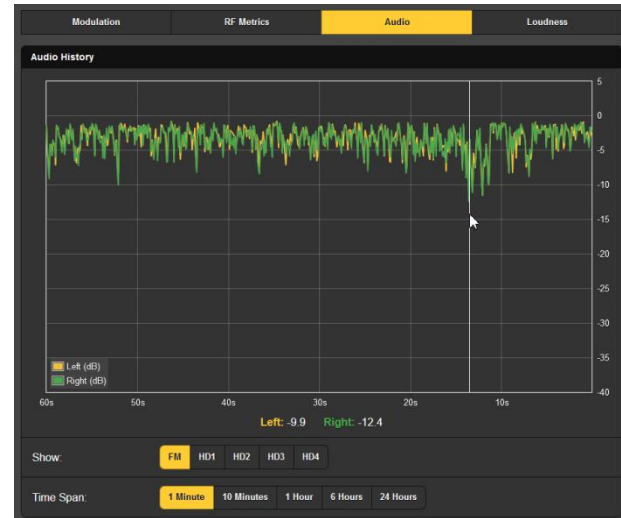 Modulation RF Metrics Audio Loudness
Audio History
5
0
-5
-10
-15
-20
-25
-30
-35
-40
Left (dB)
Right (dB)
60s 50s 40s 30s 20s 10s
Left: -9.9 Right: -12.4
Show: FM HD1 HD2 HD3 HD4
Time Span: 1 Minute 10 Minutes 1 Hour 6 Hours 24 Hours